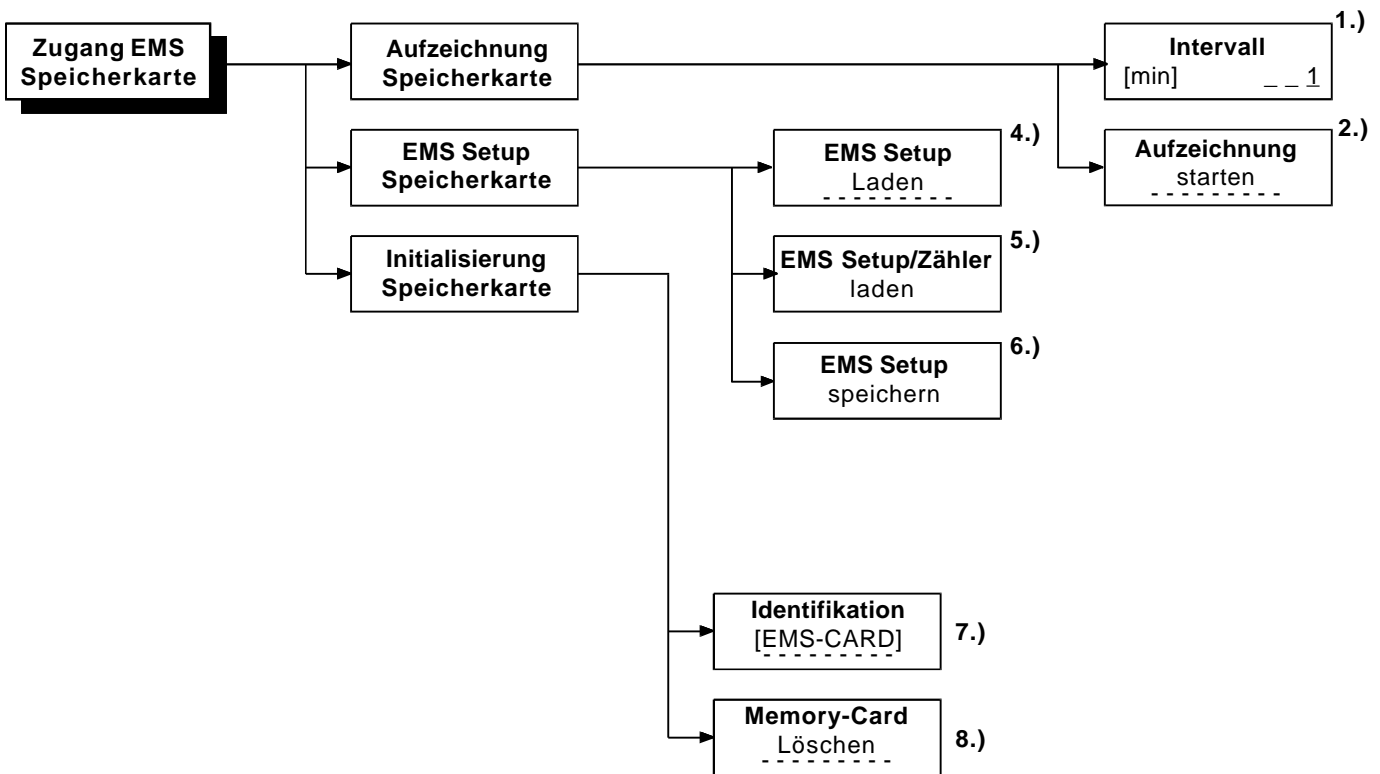 Zugang EMS
Speicherkarte
Aufzeichnung
Speicherkarte
1.)
Intervall
[min] _ _ 1
2.)
Aufzeichnung
starten
EMS Setup
Speicherkarte
4.)
EMS Setup
Laden
5.)
EMS Setup/Zähler
laden
6.)
EMS Setup
speichern
Initialisierung
Speicherkarte
Identifikation
[EMS-CARD]
7.)
Memory-Card
Löschen
8.)